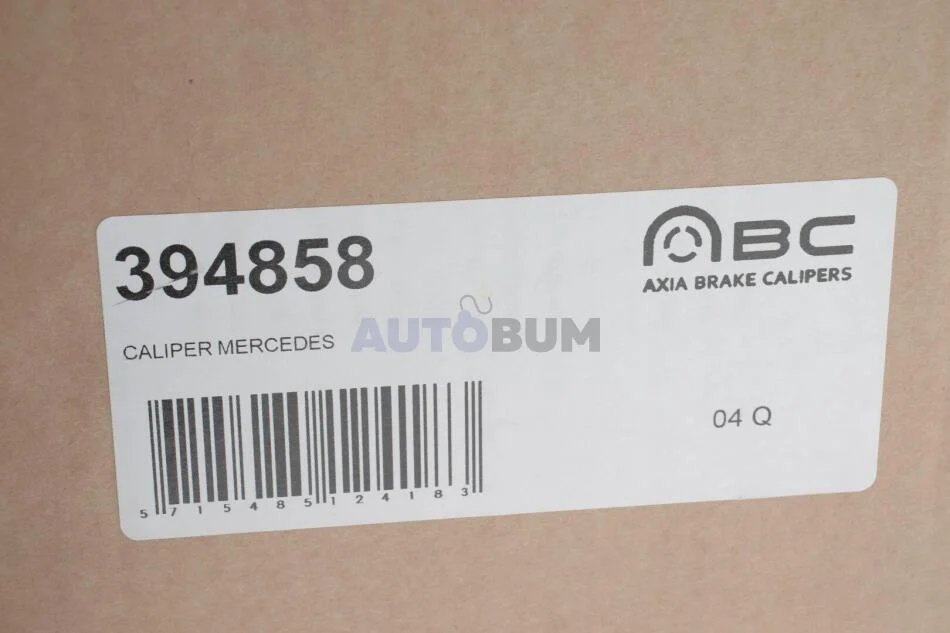 394858
ABC
AXIA BRAKE CALIPERS
CALIPER MERCEDES
AUTOBUM
04 Q
5715485124183